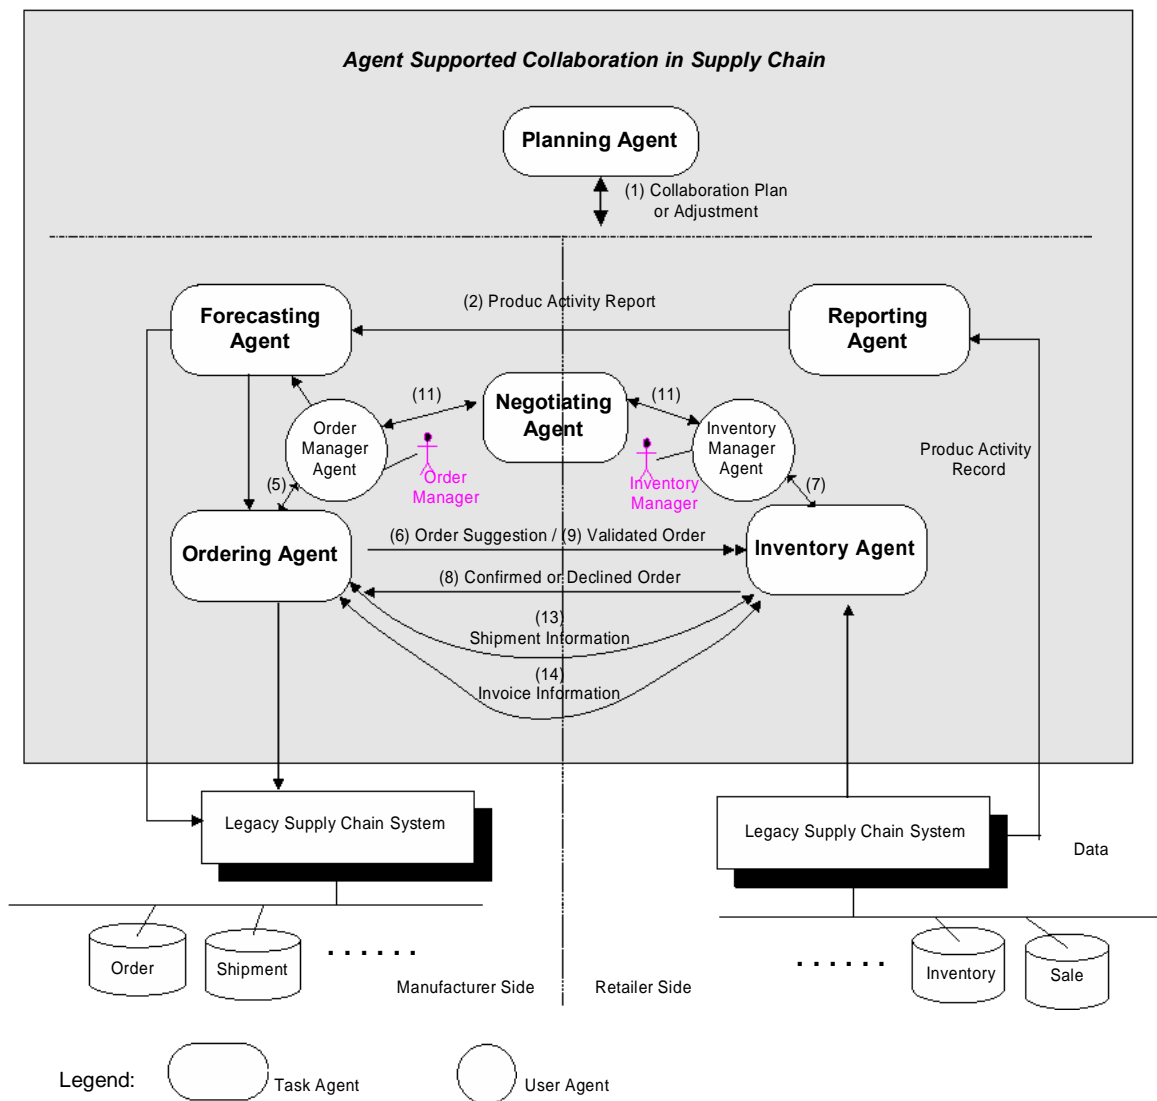 Agent Supported Collaboration in Supply Chain
Planning Agent
(1) Collaboration Plan
or Adjustment
Forecasting
Agent
(2) Produc Activity Report
Reporting
Agent
(11)
Negotiating
Agent
(11)
Order
Manager
Agent
Inventory
Manager
Agent
Produc Activity
Record
Order
Manager
Inventory
Manager
(5)
(7)
Ordering Agent
(6) Order Suggestion / (9) Validated Order
Inventory Agent
(8) Confirmed or Declined Order
(13)
Shipment Information
(14)
Invoice Information
Legacy Supply Chain System
Legacy Supply Chain System
Data
Order
Shipment
. . . . . .
Manufacturer Side
Retailer Side
. . . . . .
Inventory
Sale
Legend:
Task Agent
User Agent